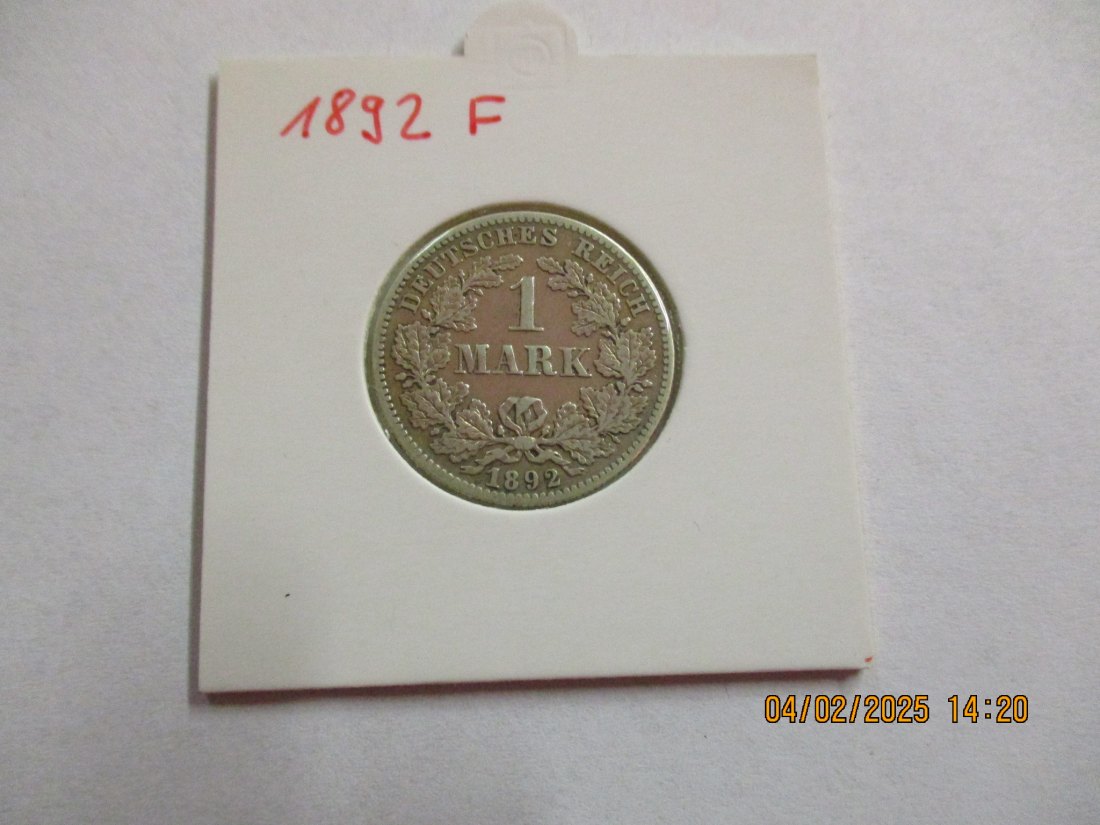 1892 F
DEUTSCHES REICH
1
MARK
1892
04/02/2025 14:20